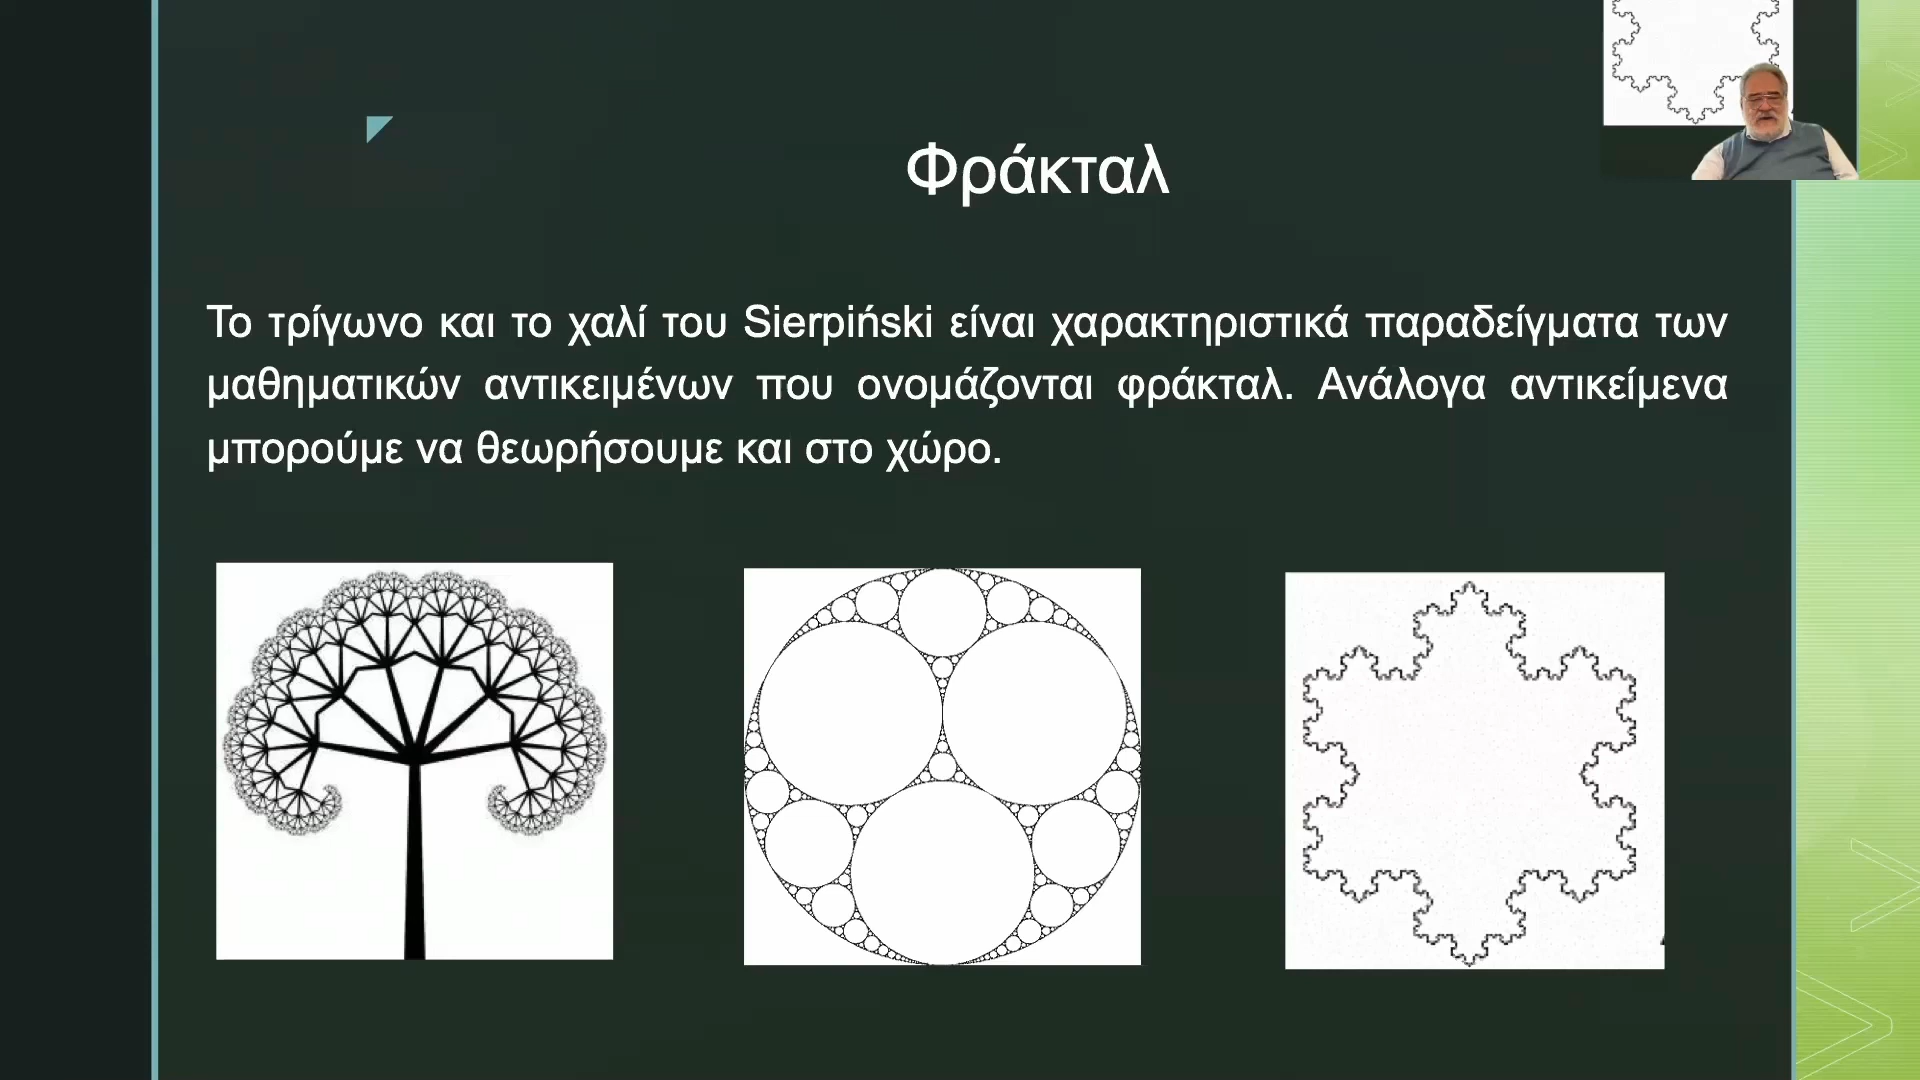 Φράκταλ
Το τρίγωνο και το χαλί του Sierpiński είναι χαρακτηριστικά παραδείγματα των
μαθηματικών αντικειμένων που ονομάζονται φράκταλ. Ανάλογα αντικείμενα
μπορούμε να θεωρήσουμε και στο χώρο.